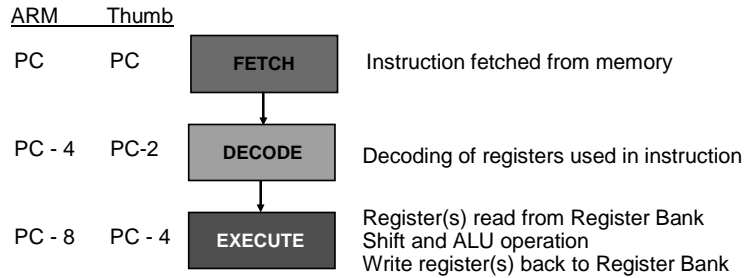 ARM Thumb
PC PC FETCH Instruction fetched from memory
PC - 4 PC-2 DECODE Decoding of registers used in instruction
PC - 8 PC - 4 EXECUTE Register(s) read from Register Bank
Shift and ALU operation
Write register(s) back to Register Bank